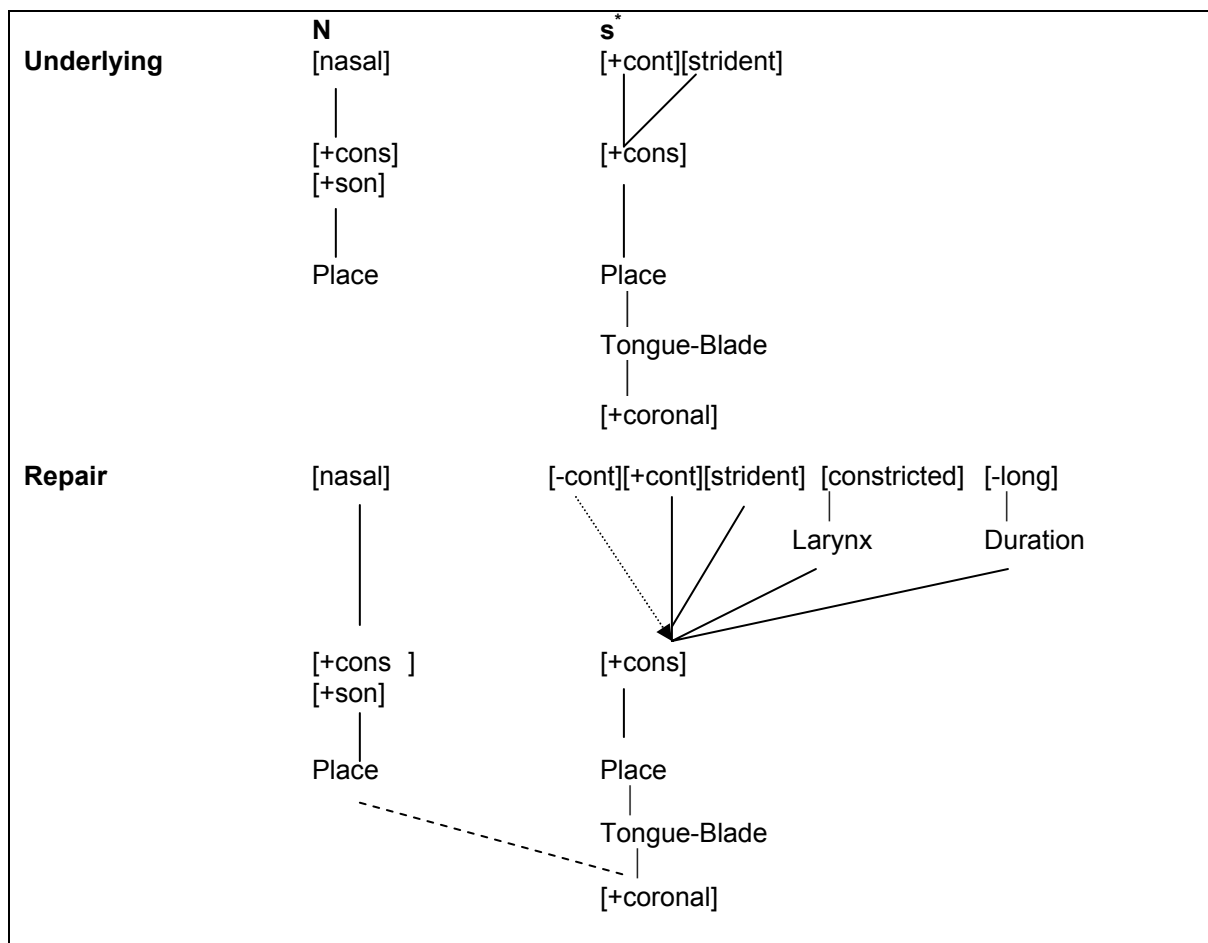 N s*
Underlying [nasal] [+cont][strident]
[+cons] [+cons]
[+son]
Place Place
Tongue-Blade
[+coronal]
Repair [nasal] [-cont][+cont][strident] [constricted] [-long]
Larynx Duration
[+cons ] [+cons]
[+son]
Place Place
Tongue-Blade
[+coronal]